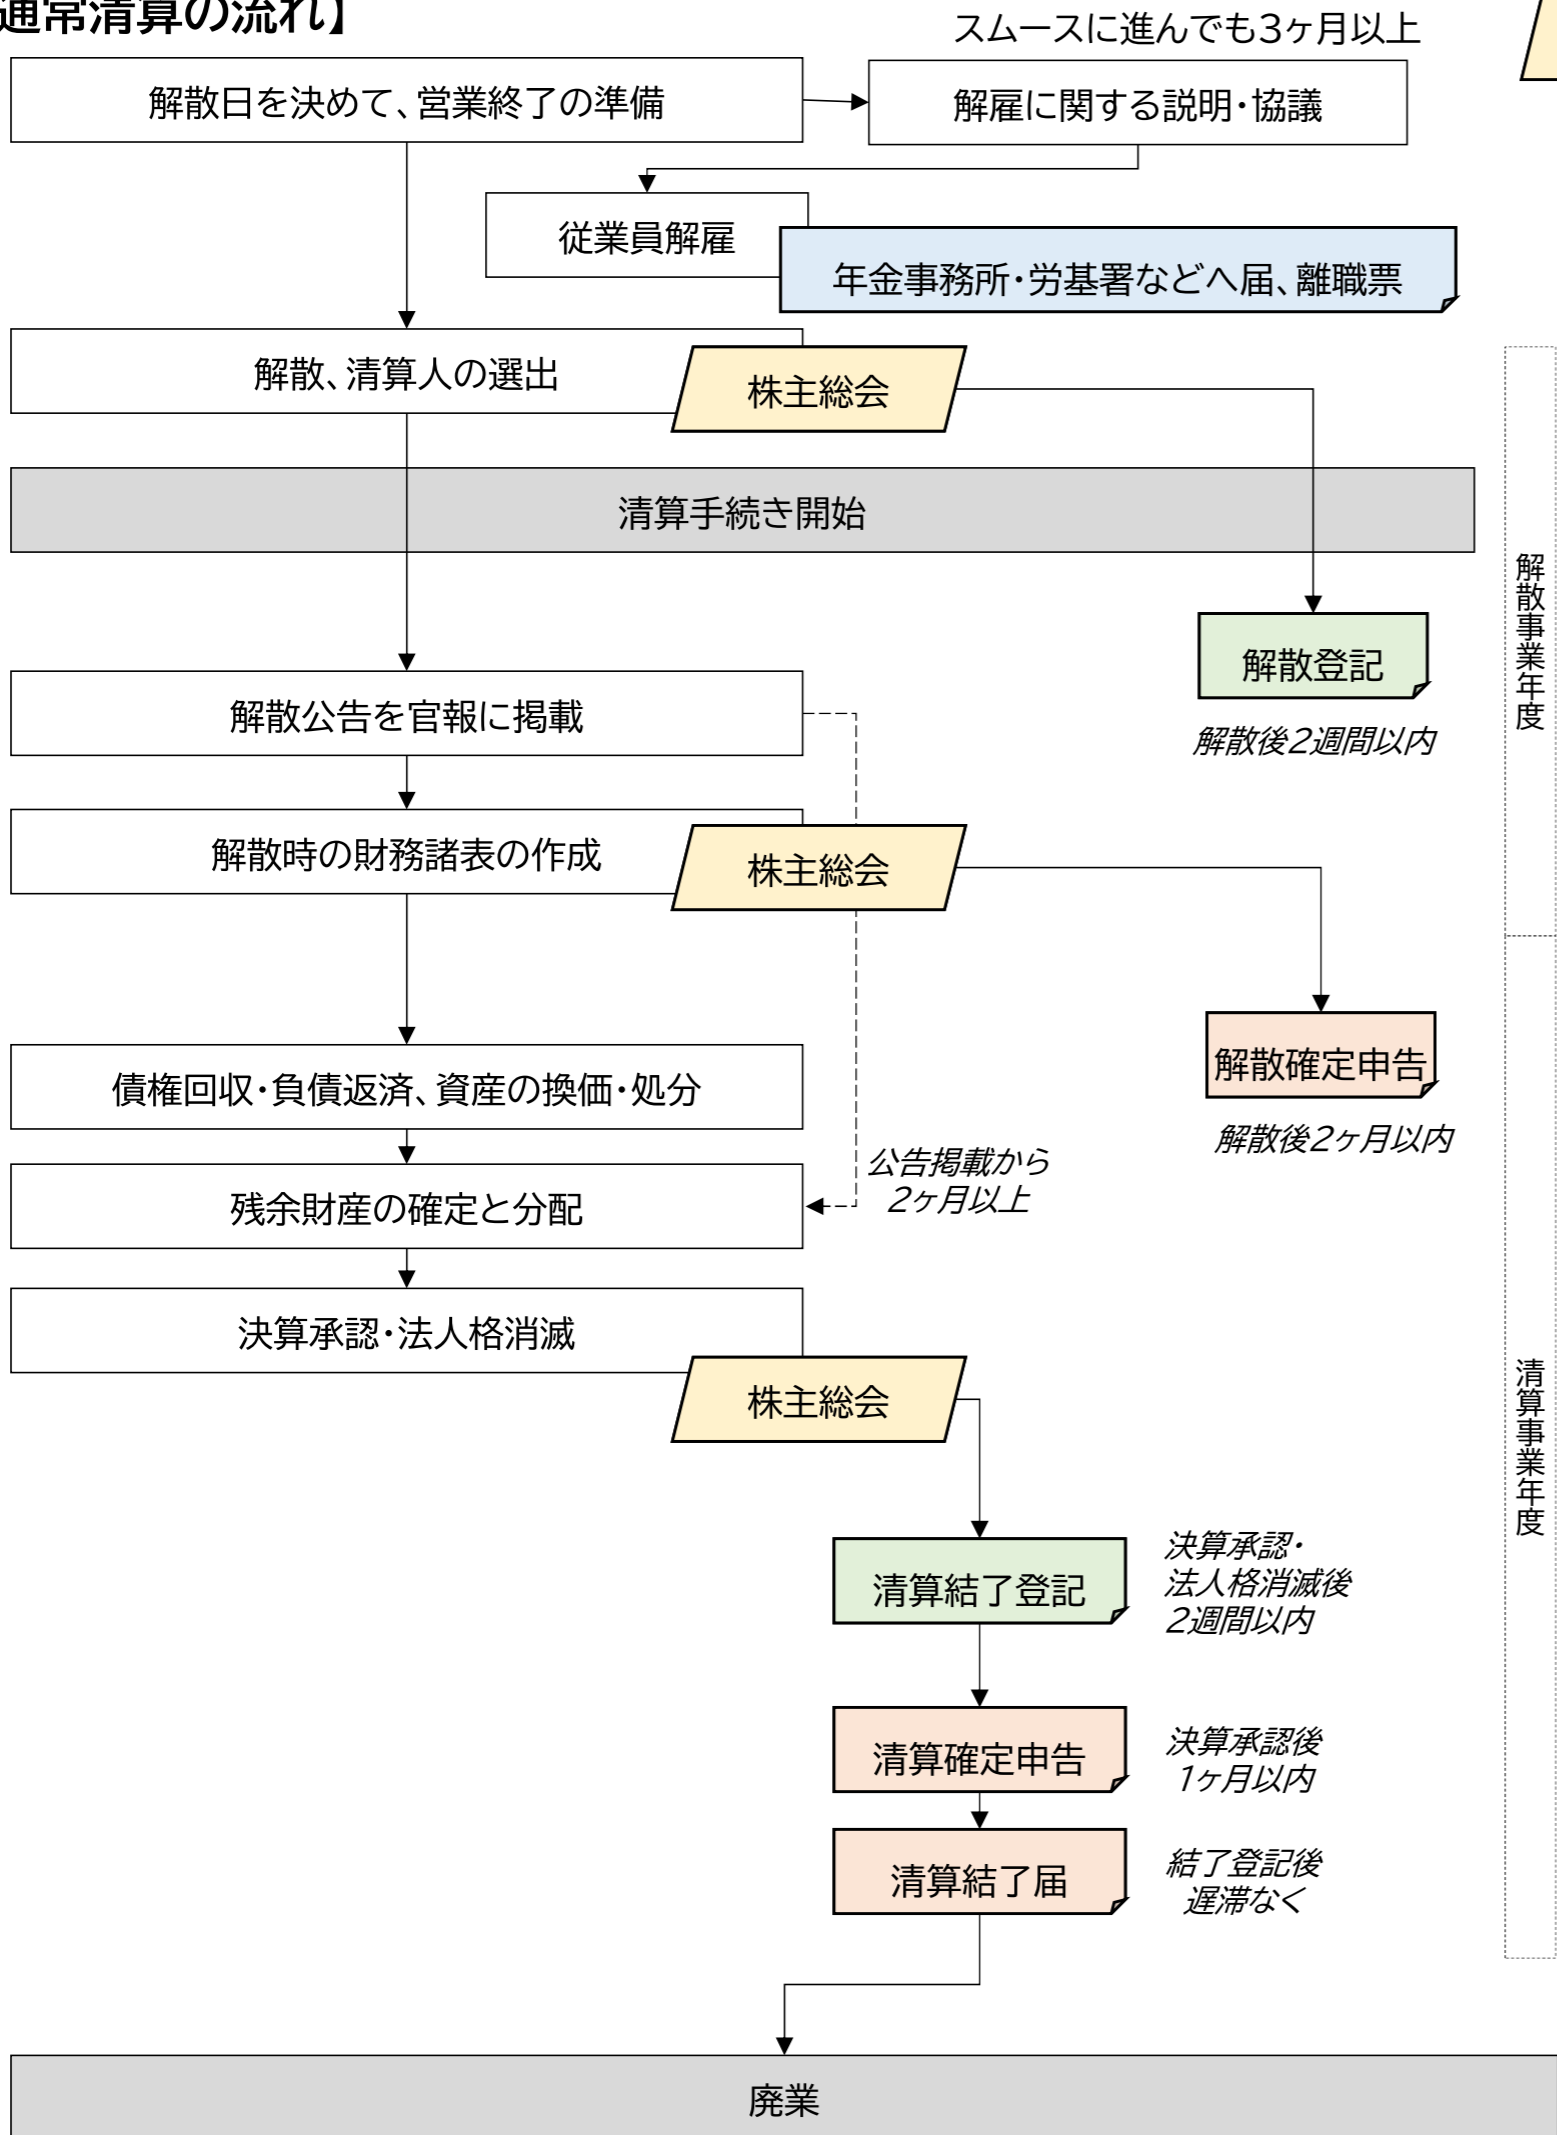 通常清算の流れ】
スムースに進んでも3ヶ月以上
解散日を決めて、営業終了の準備
解雇に関する説明・協議
従業員解雇
年金事務所・労基署などへ届、離職票
解散、清算人の選出
株主総会
清算手続き開始
解散事業年度
解散登記
解散後2週間以内
解散公告を官報に掲載
解散時の財務諸表の作成
株主総会
解散確定申告
解散後2ヶ月以内
債権回収・負債返済、資産の換価・処分
公告掲載から
2ヶ月以上
残余財産の確定と分配
決算承認・法人格消滅
株主総会
清算事業年度
清算結了登記
決算承認・
法人格消滅後
2週間以内
清算確定申告
決算承認後
1ヶ月以内
清算結了届
結了登記後
遅滞なく
廃業